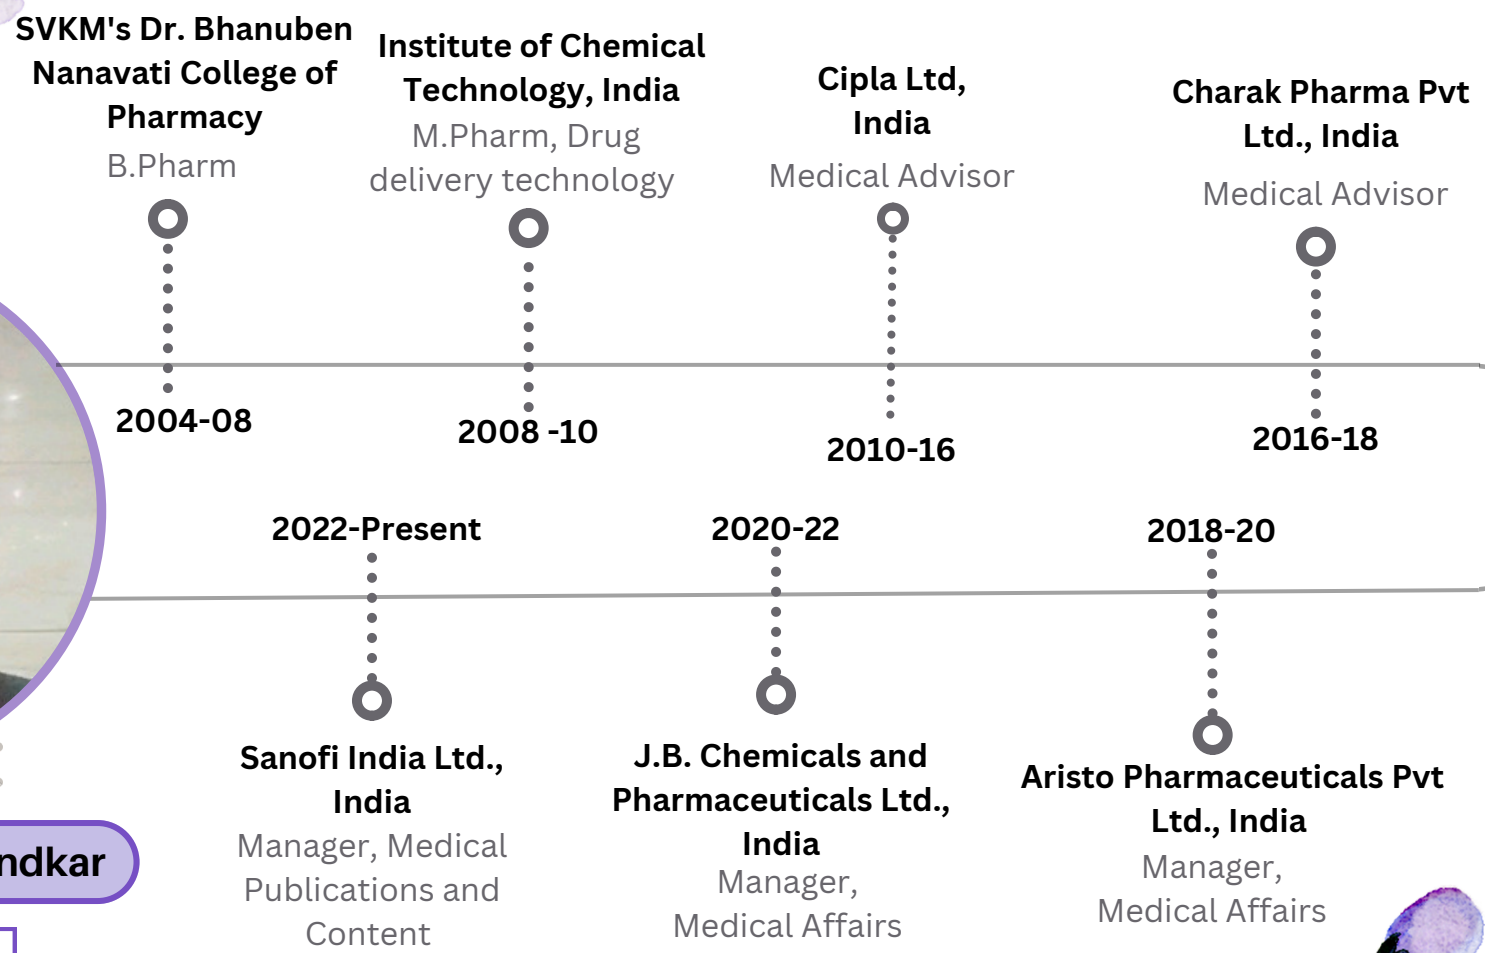 SVKM's Dr. Bhanuben
Nanavati College of
Pharmacy
B.Pharm
2004-08
Institute of Chemical
Technology, India
M.Pharm, Drug
delivery technology
2008 -10
Cipla Ltd,
India
Medical Advisor
2010-16
Charak Pharma Pvt
Ltd., India
Medical Advisor
2016-18
2022-Present
Sanofi India Ltd.,
India
Manager, Medical
Publications and
Content
2020-22
J.B. Chemicals and
Pharmaceuticals Ltd.,
India
Manager,
Medical Affairs
2018-20
Aristo Pharmaceuticals Pvt
Ltd., India
Manager,
Medical Affairs
ndkar